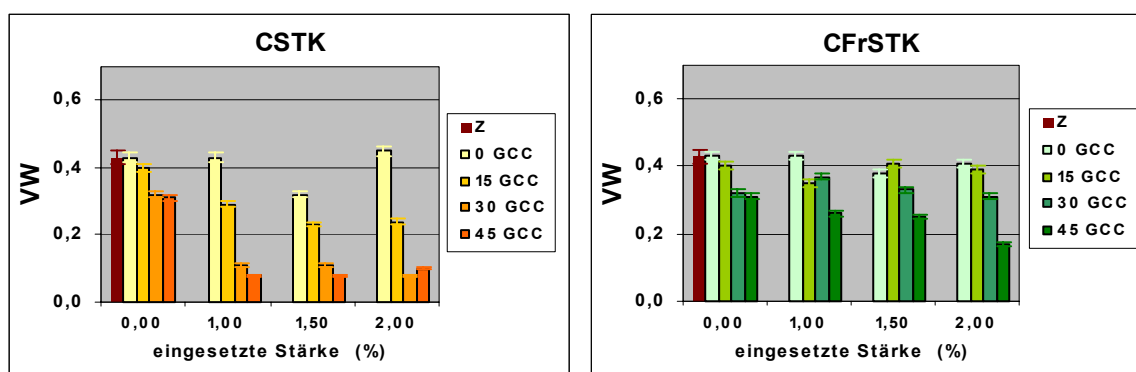 CSTK
VW
0,6
0,4
0,2
0,0
0,00 1,00 1,50 2,00
eingesetzte Stärke (%)
Z
0 GCC
15 GCC
30 GCC
45 GCC
CFrSTK
VW
0,6
0,4
0,2
0,0
0,00 1,00 1,50 2,00
eingesetzte Stärke (%)
Z
0 GCC
15 GCC
30 GCC
45 GCC